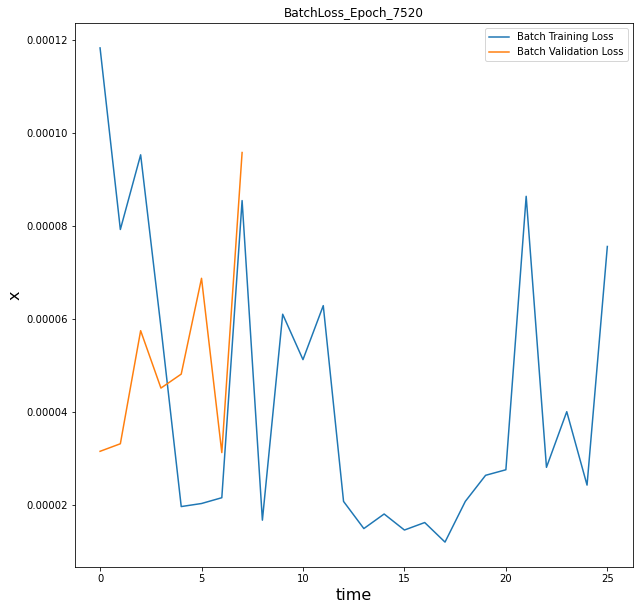 BatchLoss_Epoch_7520
Batch Training Loss
Batch Validation Loss
0.00012
0.00010
0.00008
0.00006
0.00004
0.00002
x
0 5 10 15 20 25
time